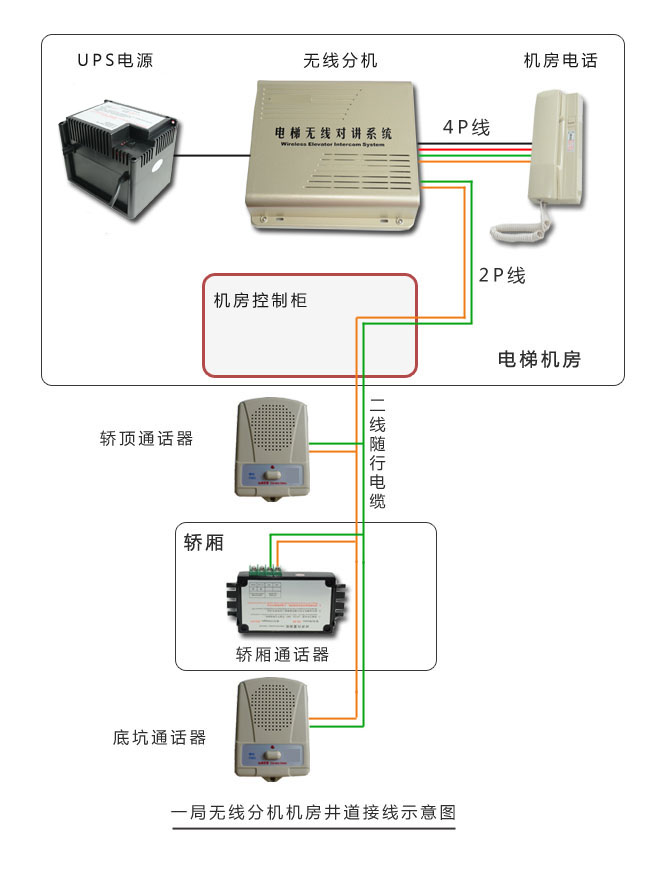 UPS电源
无线分机
机房电话
电梯无线对讲系统
Wireless Elevator Intercom System
4P线
2P线
机房控制柜
电梯机房
轿顶通话器
二线随行电缆
轿厢
轿厢通话器
底坑通话器
一局无线分机机房井道接线示意图